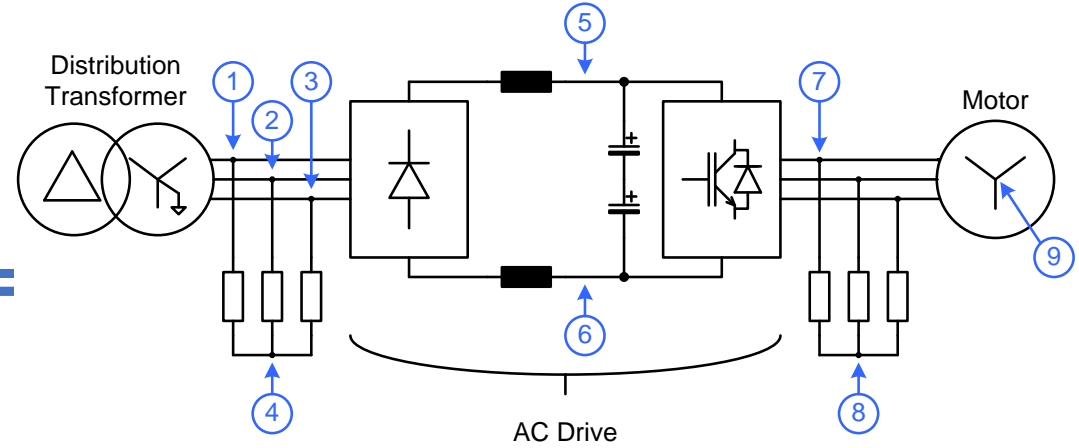 Distribution
Transformer
1
2
3
4
5
+
+
6
7
8
Motor
9
AC Drive